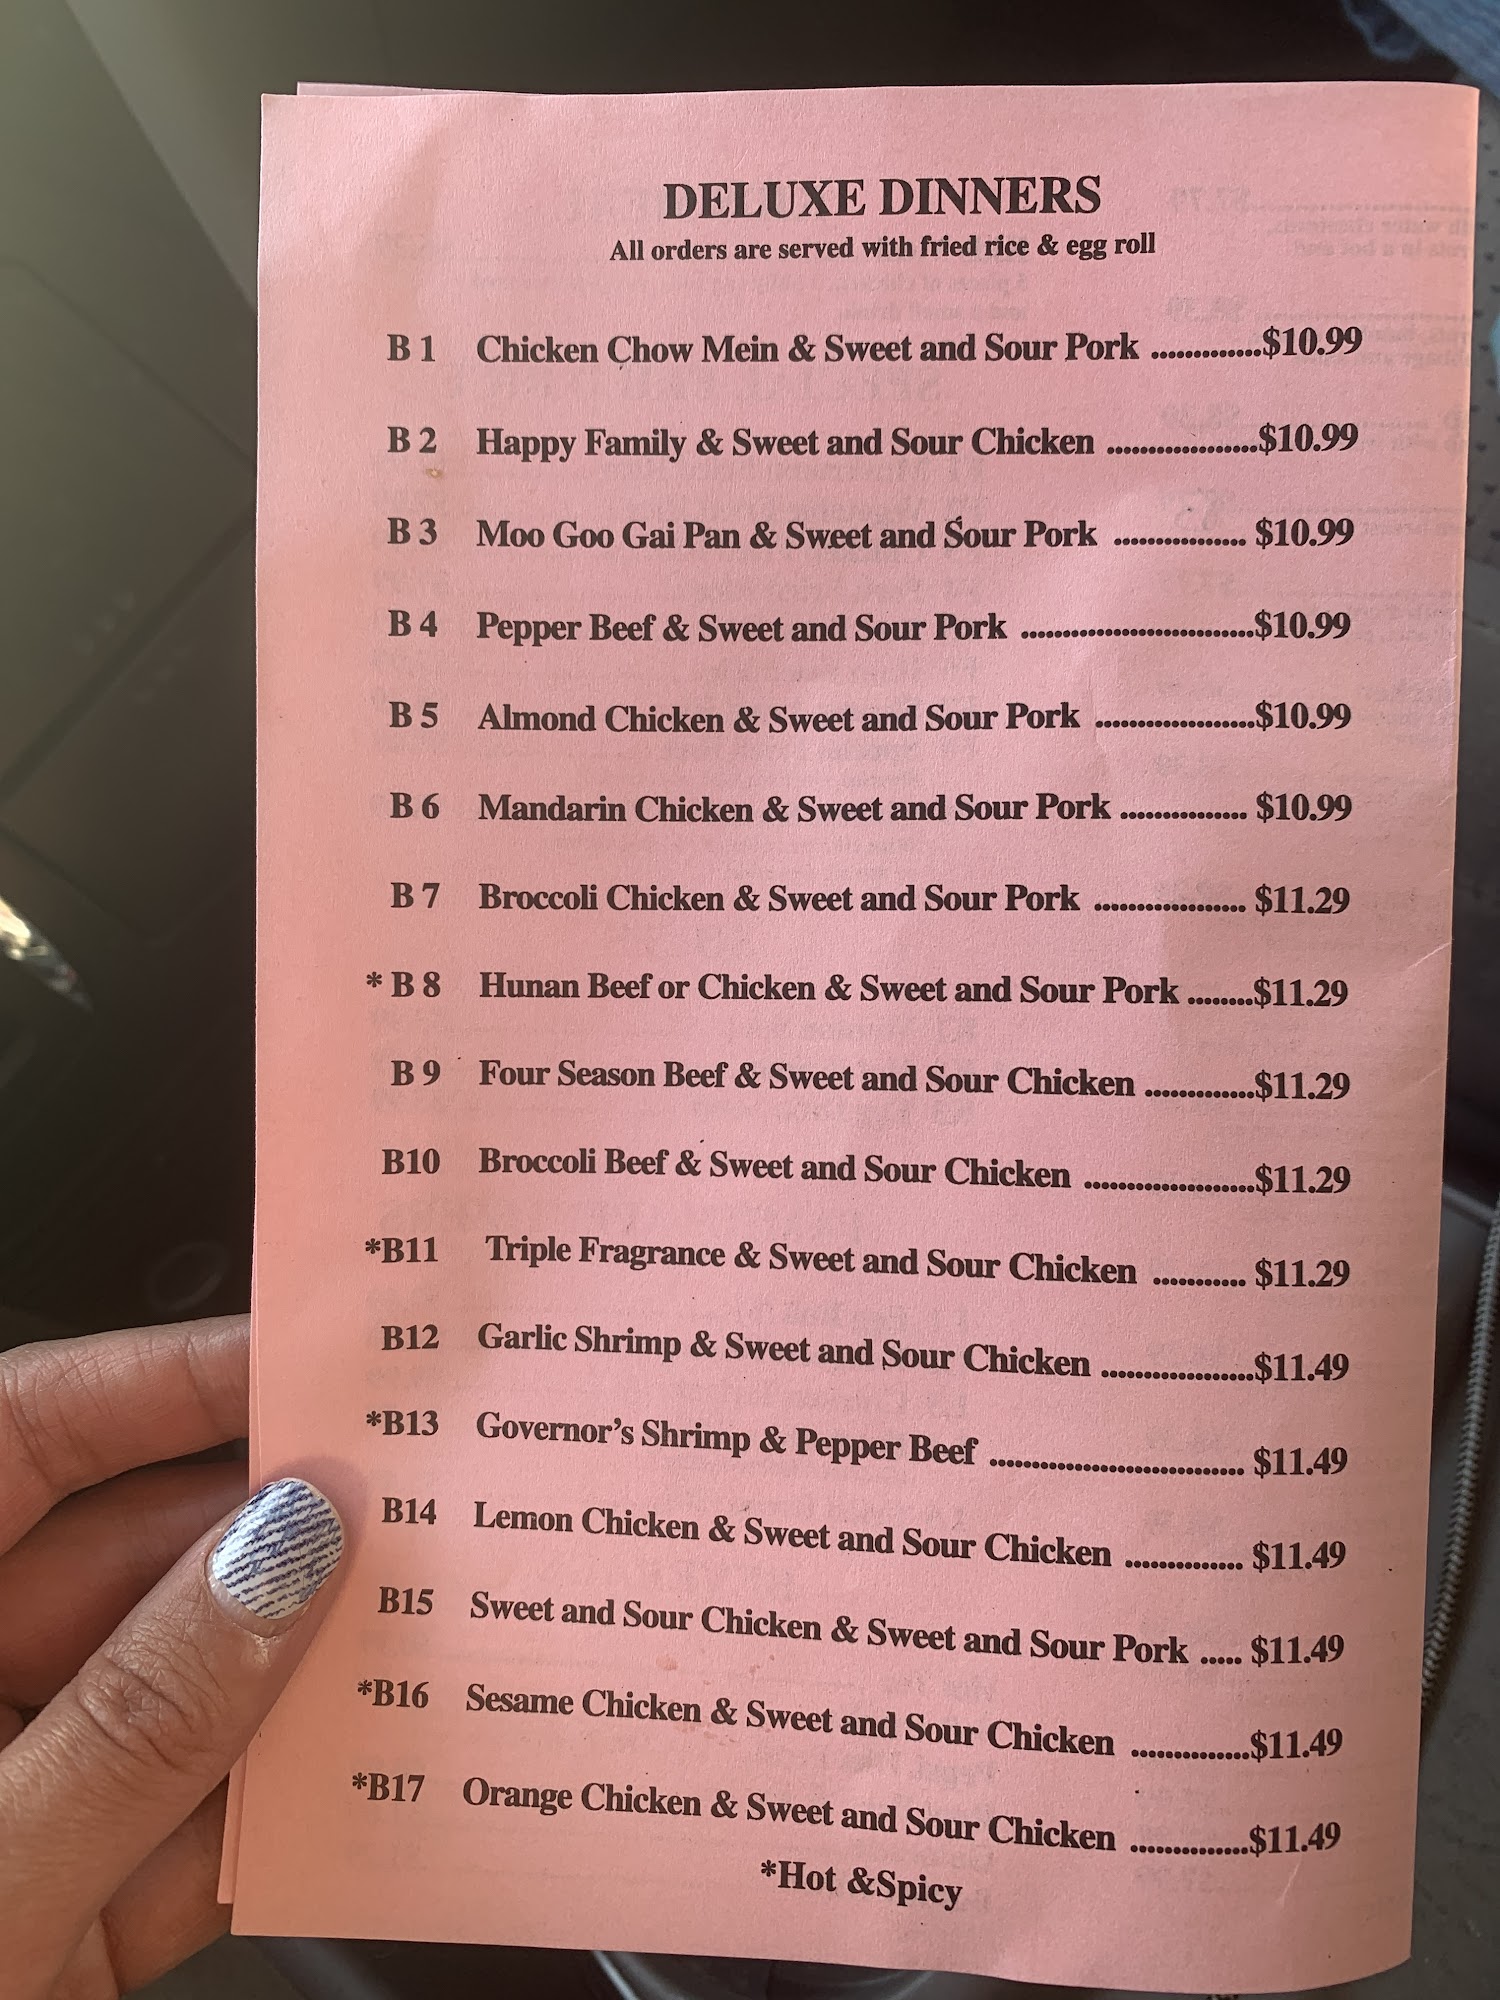 DELUXE DINNERS
All orders are served with fried rice & egg roll
B 1 Chicken Chow Mein & Sweet and Sour Pork ..............$10.99
B 2 Happy Family & Sweet and Sour Chicken ...................$10.99
B 3 Moo Goo Gai Pan & Sweet and Sour Pork ................ $10.99
B 4 Pepper Beef & Sweet and Sour Pork .............................$10.99
B 5 Almond Chicken & Sweet and Sour Pork ....................$10.99
B 6 Mandarin Chicken & Sweet and Sour Pork ................ $10.99
B 7 Broccoli Chicken & Sweet and Sour Pork ................... $11.29
* B 8 Hunan Beef or Chicken & Sweet and Sour Pork ........$11.29
B 9 Four Season Beef & Sweet and Sour Chicken ..............$11.29
B10 Broccoli Beef & Sweet and Sour Chicken .....................$11.29
*B11 Triple Fragrance & Sweet and Sour Chicken ............ $11.29
B12 Garlic Shrimp & Sweet and Sour Chicken ...................$11.49
*B13 Governor's Shrimp & Pepper Beef ................................ $11.49
B14 Lemon Chicken & Sweet and Sour Chicken ............... $11.49
B15 Sweet and Sour Chicken & Sweet and Sour Pork ..... $11.49
*B16 Sesame Chicken & Sweet and Sour Chicken ...............$11.49
*B17 Orange Chicken & Sweet and Sour Chicken ...............$11.49
*Hot &Spicy